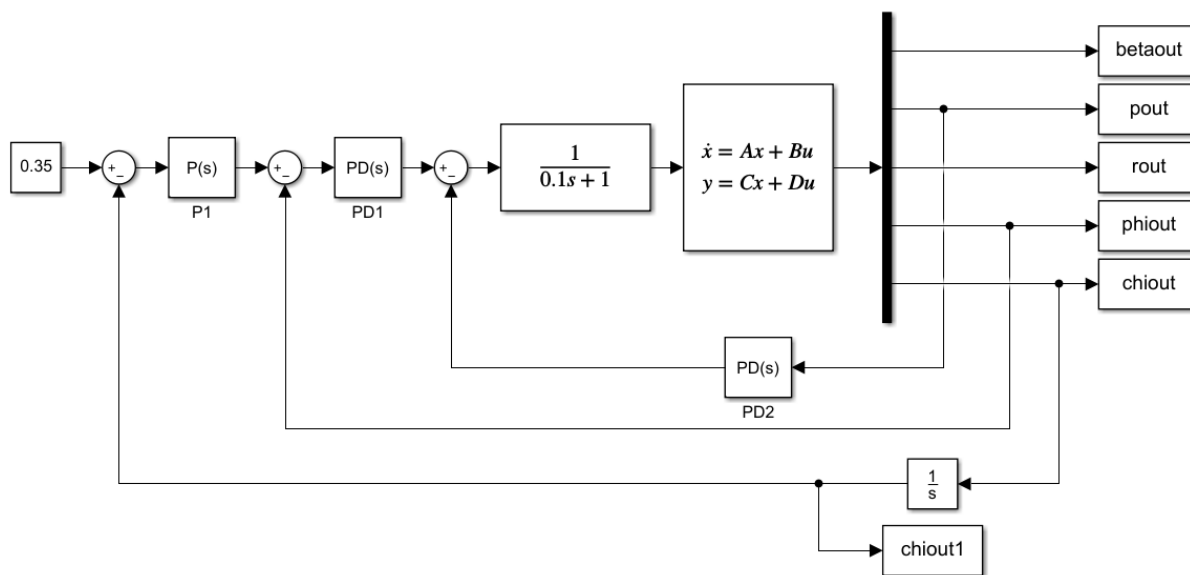 betaout
pout
0.35
+
−
P(s)
P1
+
−
PD(s)
PD1
+
−
1
0.1s + 1
ẋ = Ax + Bu
y = Cx + Du
rout
phiout
chiout
PD(s)
PD2
1
s
chiout1